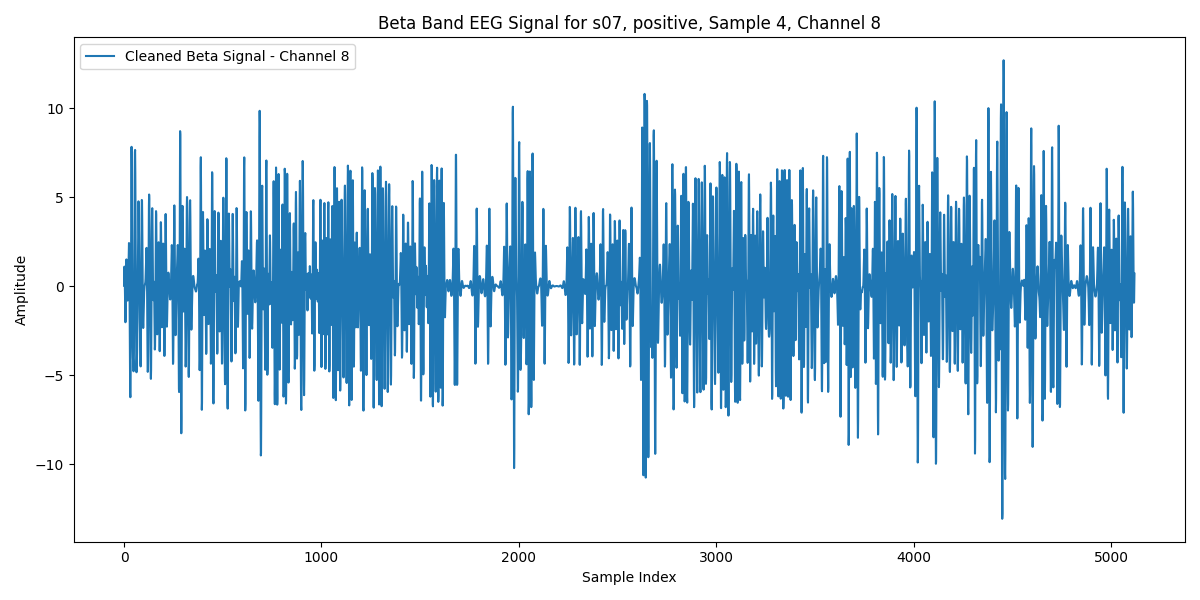 Beta Band EEG Signal for s07, positive, Sample 4, Channel 8
Cleaned Beta Signal - Channel 8
Amplitude
10
5
0
−5
−10
0 1000 2000 3000 4000 5000
Sample Index